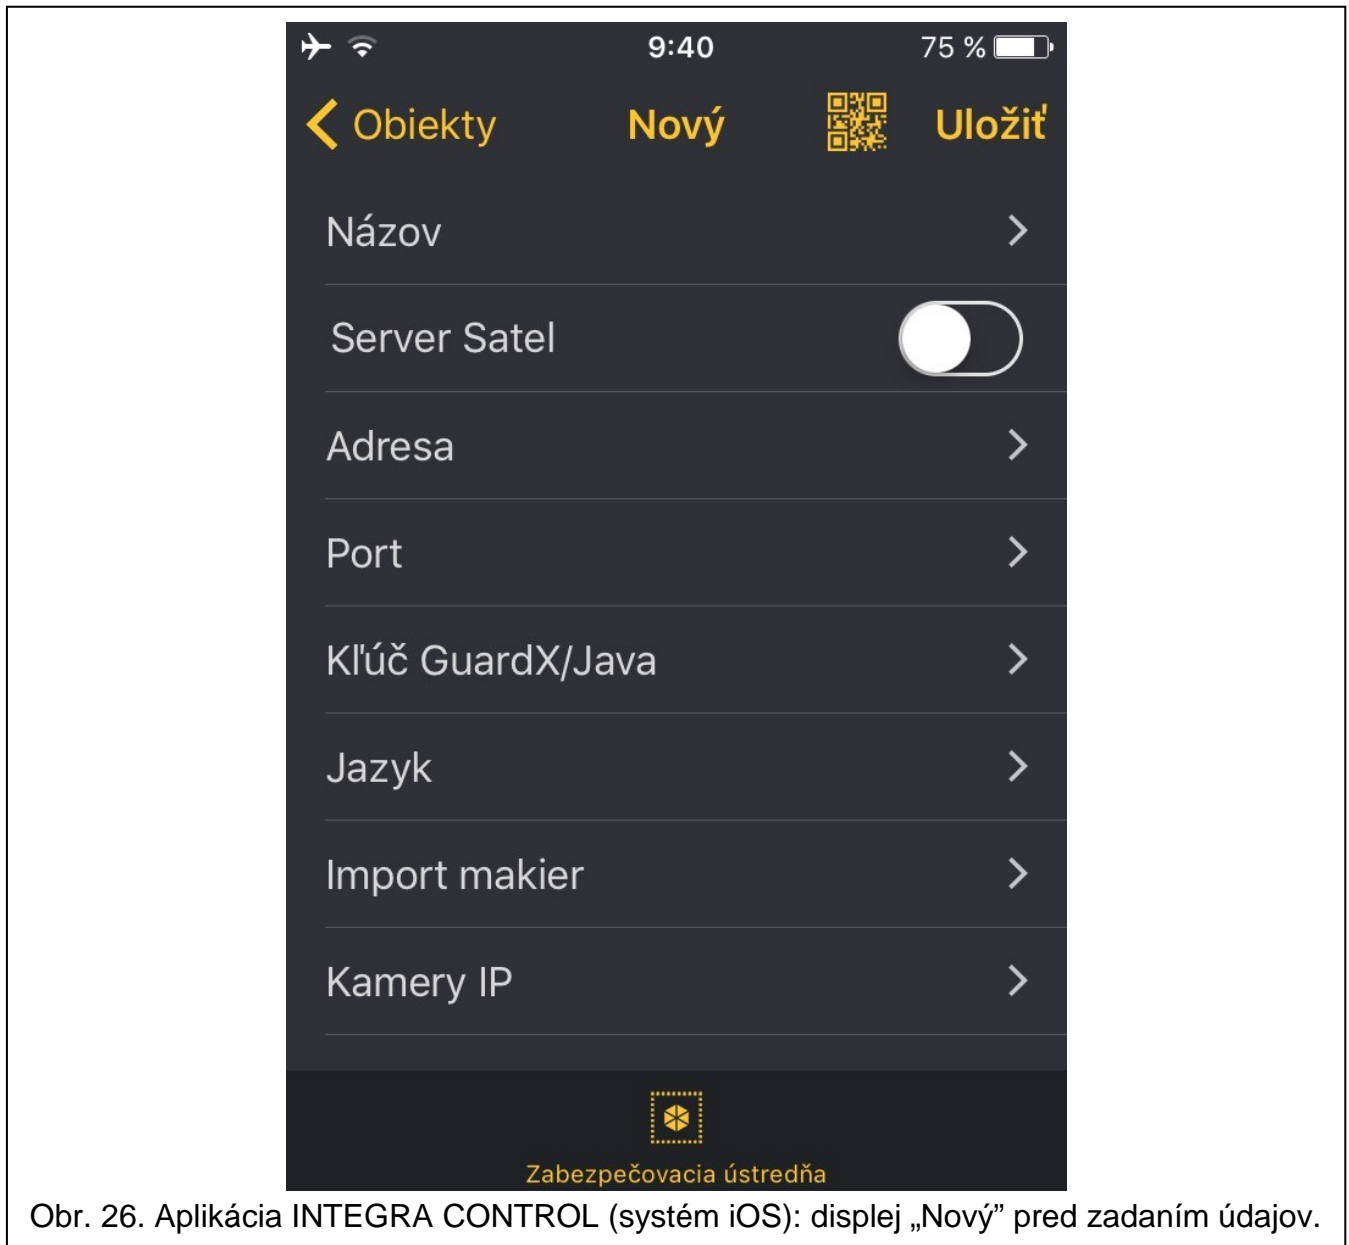 9:40 75 %
Obiekty Nový Uložiť
Názov
Server Satel
Adresa
Port
Kľúč GuardX/Java
Jazyk
Import makier
Kamery IP
Zabezpečovacia ústredňa
Obr. 26. Aplikácia INTEGRA CONTROL (systém iOS): displej „Nový” pred zadaním údajov.